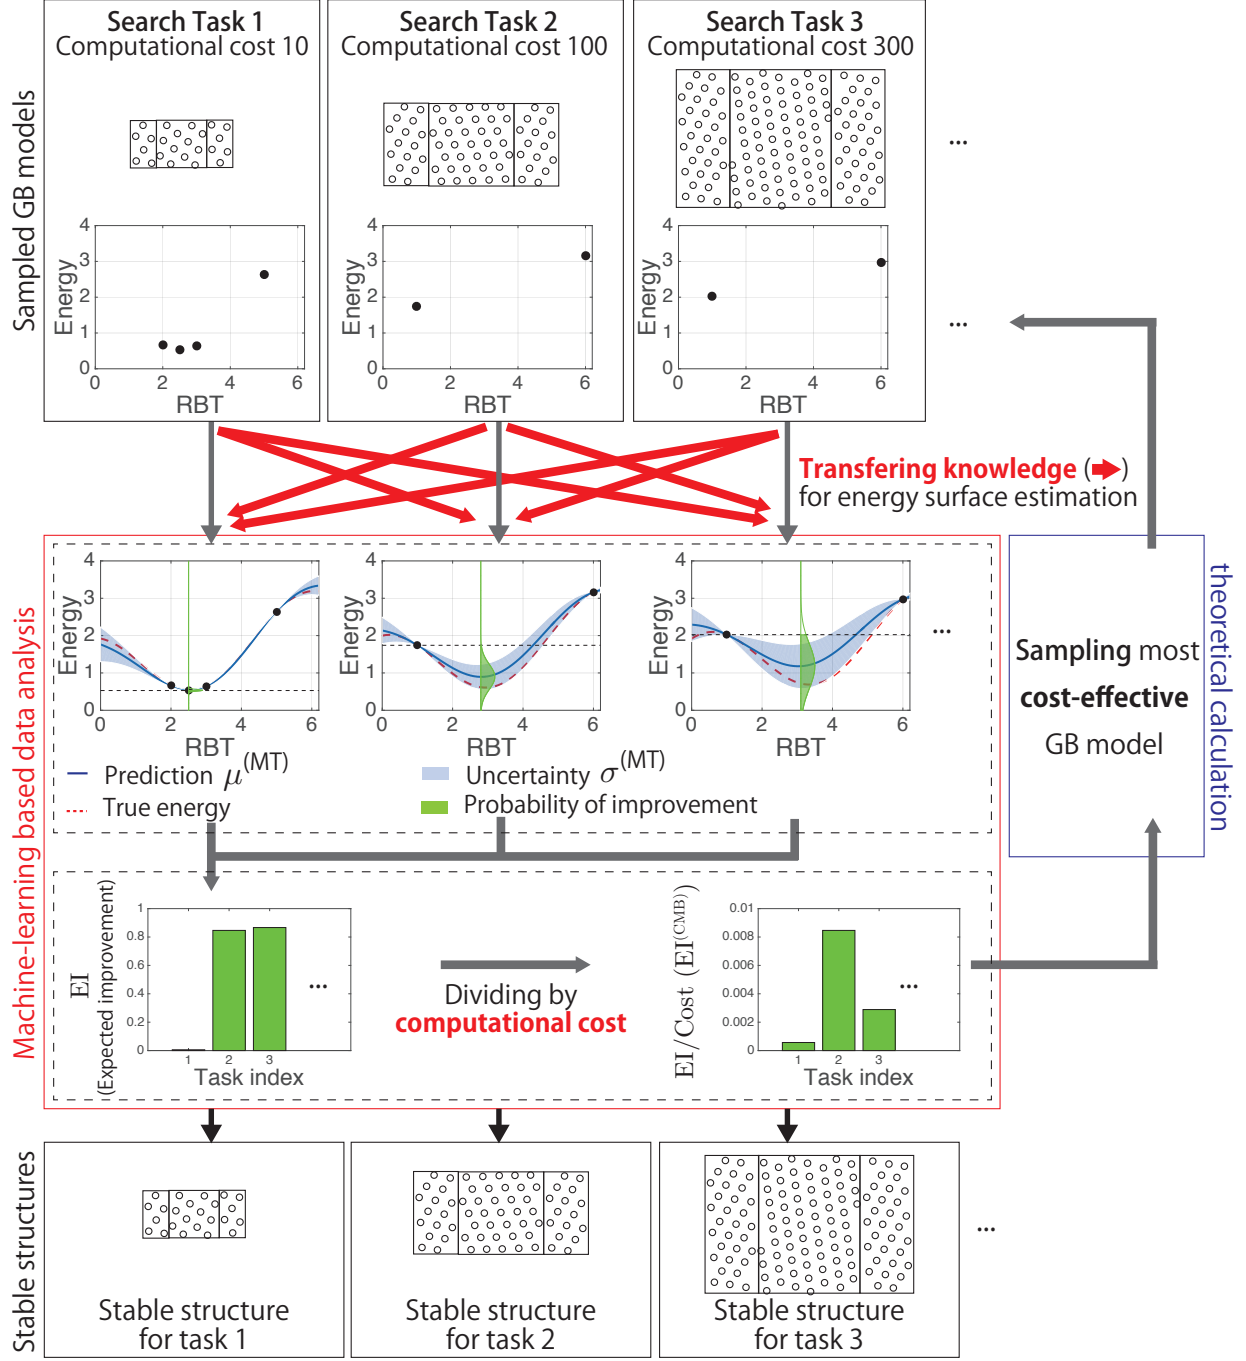 Search Task 1
Computational cost 10
Search Task 2
Computational cost 100
Search Task 3
Computational cost 300
Sampled GB models
...
4
3
2
1
0
Energy
0
2
4
6
RBT
4
3
2
1
0
Energy
0
2
4
6
RBT
4
3
2
1
0
Energy
0
2
4
6
RBT
...
Transfering knowledge ( )
for energy surface estimation
Machine-learning based data analysis
4
3
2
1
0
Energy
0
2
4
6
RBT
4
3
2
1
0
Energy
0
2
4
6
RBT
4
3
2
1
0
Energy
0
2
4
6
RBT
...
Prediction μ(MT)
Uncertainty σ(MT)
True energy
Probability of improvement
theoretical calculation
Sampling most
cost-effective
GB model
EI
(Expected improvement)
1
0.8
0.6
0.4
0.2
0
1
2
3
...
Task index
Dividing by
computational cost
EI/Cost (EI(CMB))
0.01
0.008
0.006
0.004
0.002
0
1
2
3
...
Task index
Stable structures
Stable structure
for task 1
Stable structure
for task 2
Stable structure
for task 3
...